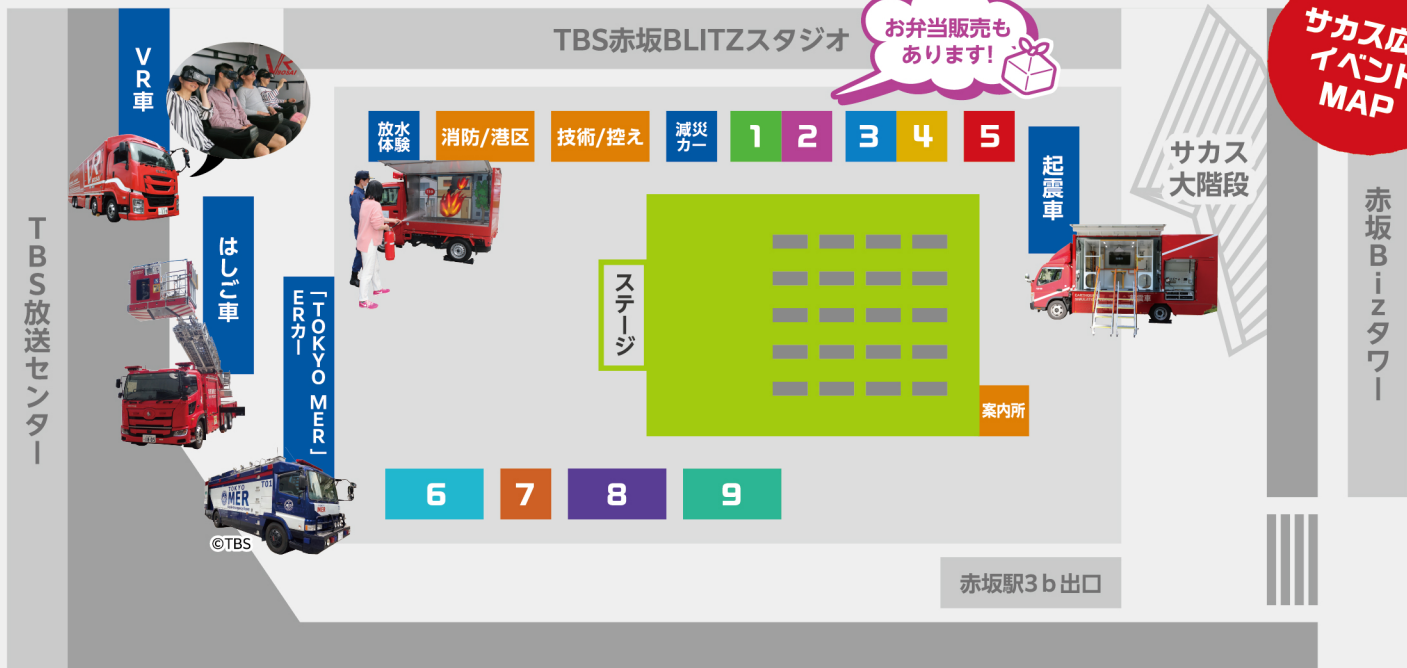 TBS赤坂BLITZスタジオ
お弁当販売も
あります!
サカス広
イベント
MAP
VR車
放水
体験
消防/港区
技術/控え
減災
カー
1
2
3
4
5
起震車
サカス
大階段
TBS放送センター
はしご車
「TOKYO MER」
ERカー
ステージ
赤坂Bizタワー
案内所
6
7
8
9
TOKYO
MER
T01
©TBS
赤坂駅3b出口